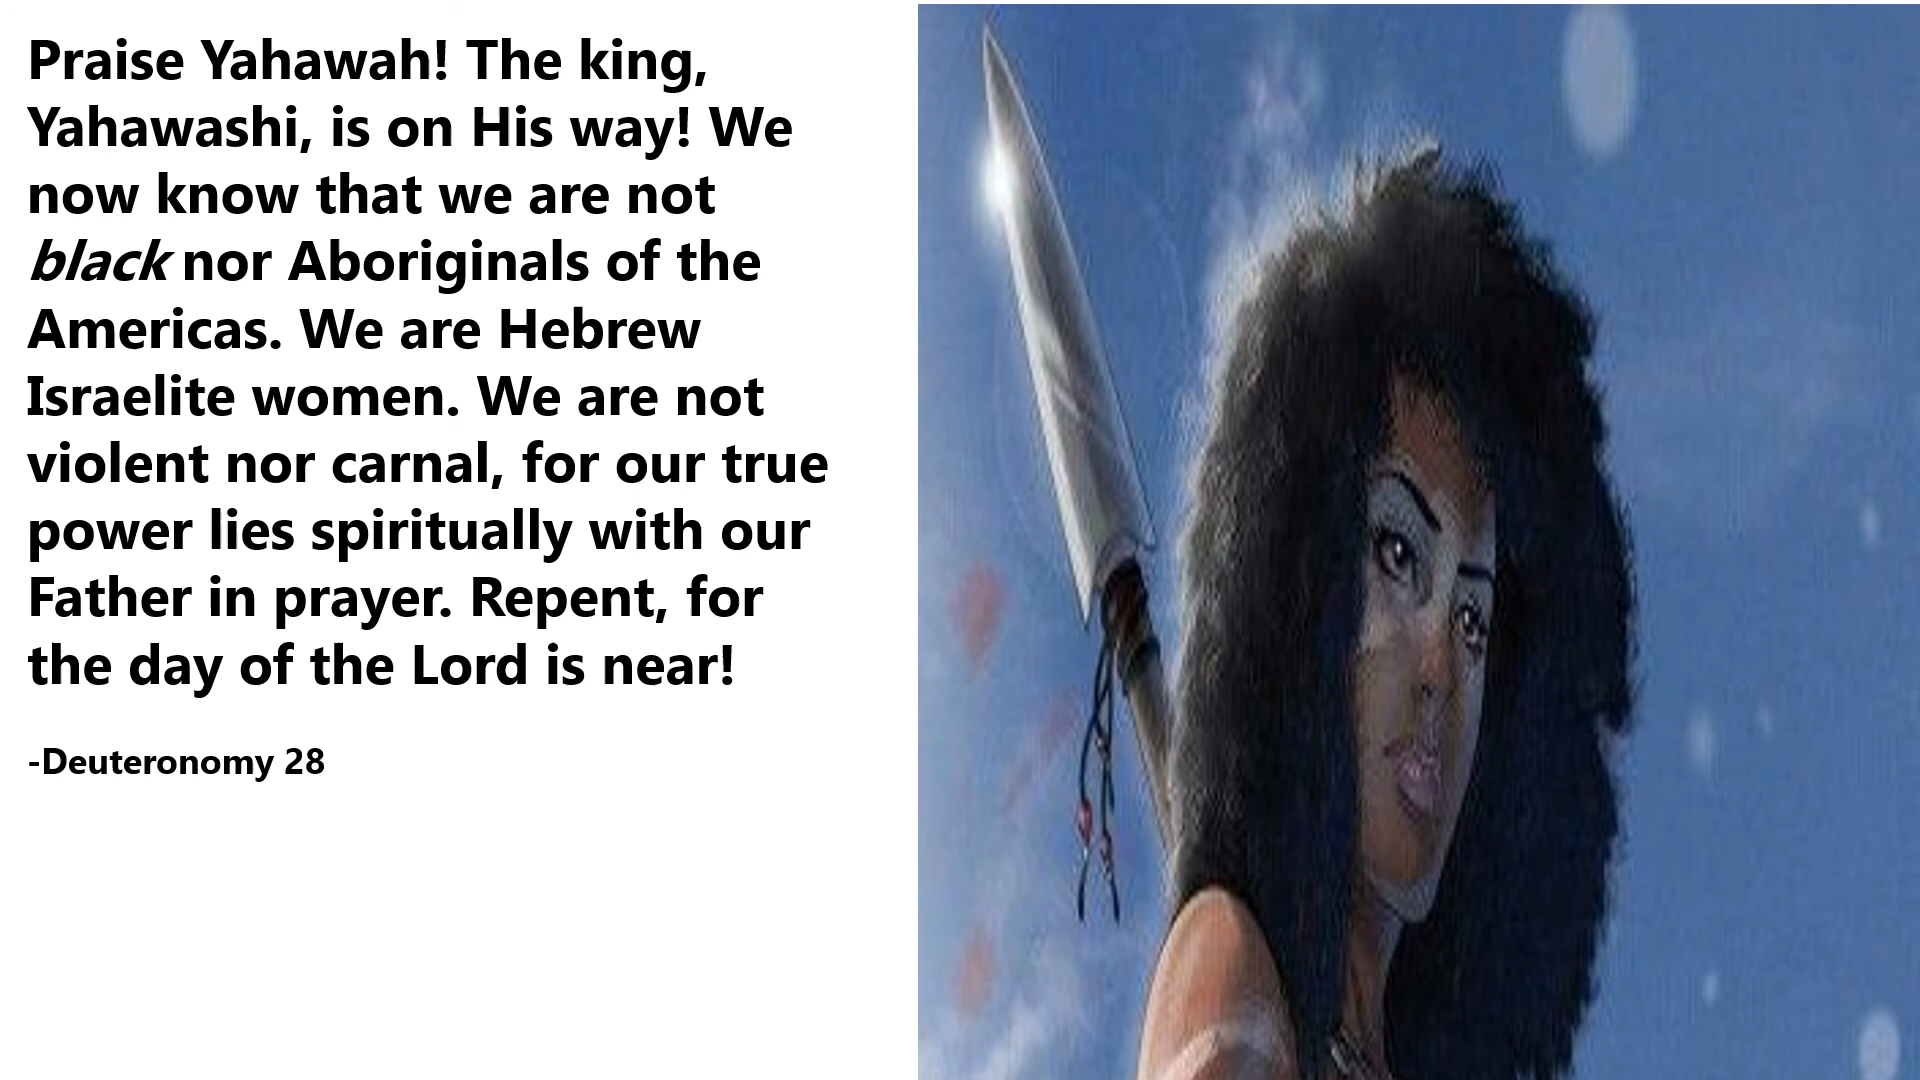 Praise Yahawah! The king,
Yahawashi, is on His way! We
now know that we are not
black nor Aboriginals of the
Americas. We are Hebrew
Israelite women. We are not
violent nor carnal, for our true
power lies spiritually with our
Father in prayer. Repent, for
the day of the Lord is near!
-Deuteronomy 28